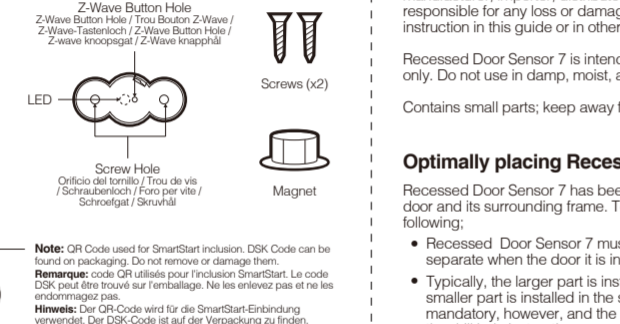 Z-Wave Button Hole
Z-Wave Button Hole / Trou Bouton Z-Wave /
Z-Wave-Tastenloch / Z-Wave Button Hole /
Z-wave knoopsgat / Z-Wave knapphål
LED
Screw Hole
Orificio del tornillo / Trou de vis
/ Schraubenloch / Foro per vite /
Schroefgat / Skruvhål
Screws (x2)
Magnet
Note: QR Code used for SmartStart inclusion. DSK Code can be
found on packaging. Do not remove or damage them.
Remarque: code QR utilisés pour l'inclusion SmartStart. Le code
DSK peut être trouvé sur l'emballage. Ne les enlevez pas et ne les
endommagez pas.
Hinweis: Der QR-Code wird für die SmartStart-Einbindung
verwendet. Der DSK-Code ist auf der Verpackung zu finden.
responsible for any loss or damag
instruction in this guide or in other
Recessed Door Sensor 7 is intend
only. Do not use in damp, moist, a
Contains small parts; keep away f
Optimally placing Recess
Recessed Door Sensor 7 has bee
door and its surrounding frame. T
following;
• Recessed Door Sensor 7 mus
separate when the door it is in
• Typically, the larger part is inst
smaller part is installed in the s
mandatory, however, and the